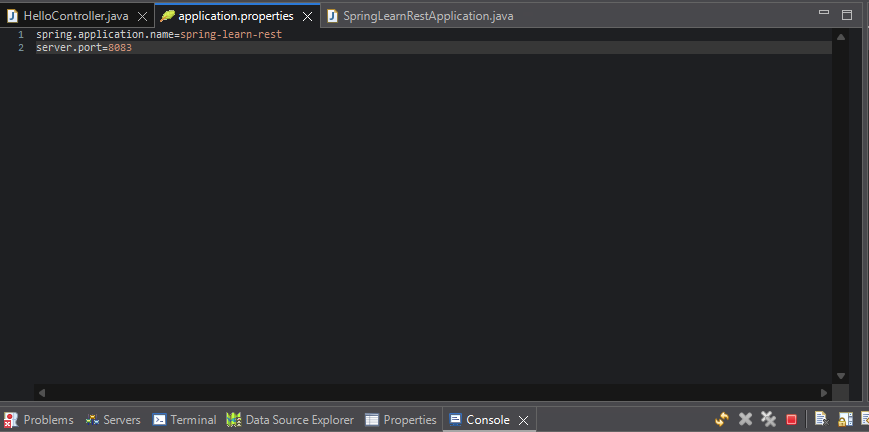 HelloController.java application.properties SpringLearnRestApplication.java
1 spring.application.name=spring-learn-rest
2 server.port=8083
Problems Servers Terminal Data Source Explorer Properties Console